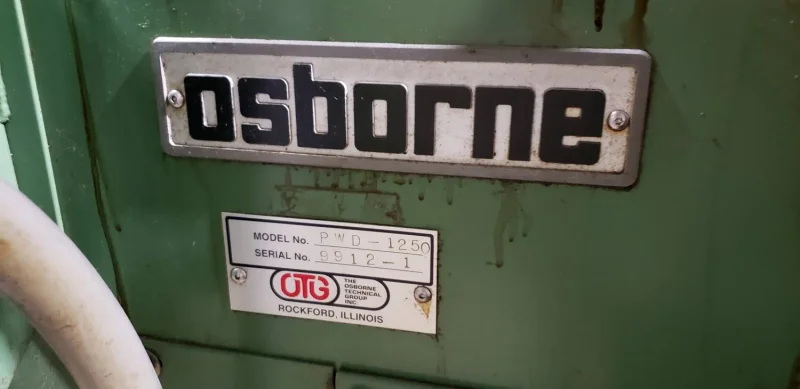 osborne
MODEL No. PWD-1250
SERIAL No. 9912-1
OTG
THE
OSBORNE
TECHNICAL
GROUP
INC.
ROCKFORD, ILLINOIS